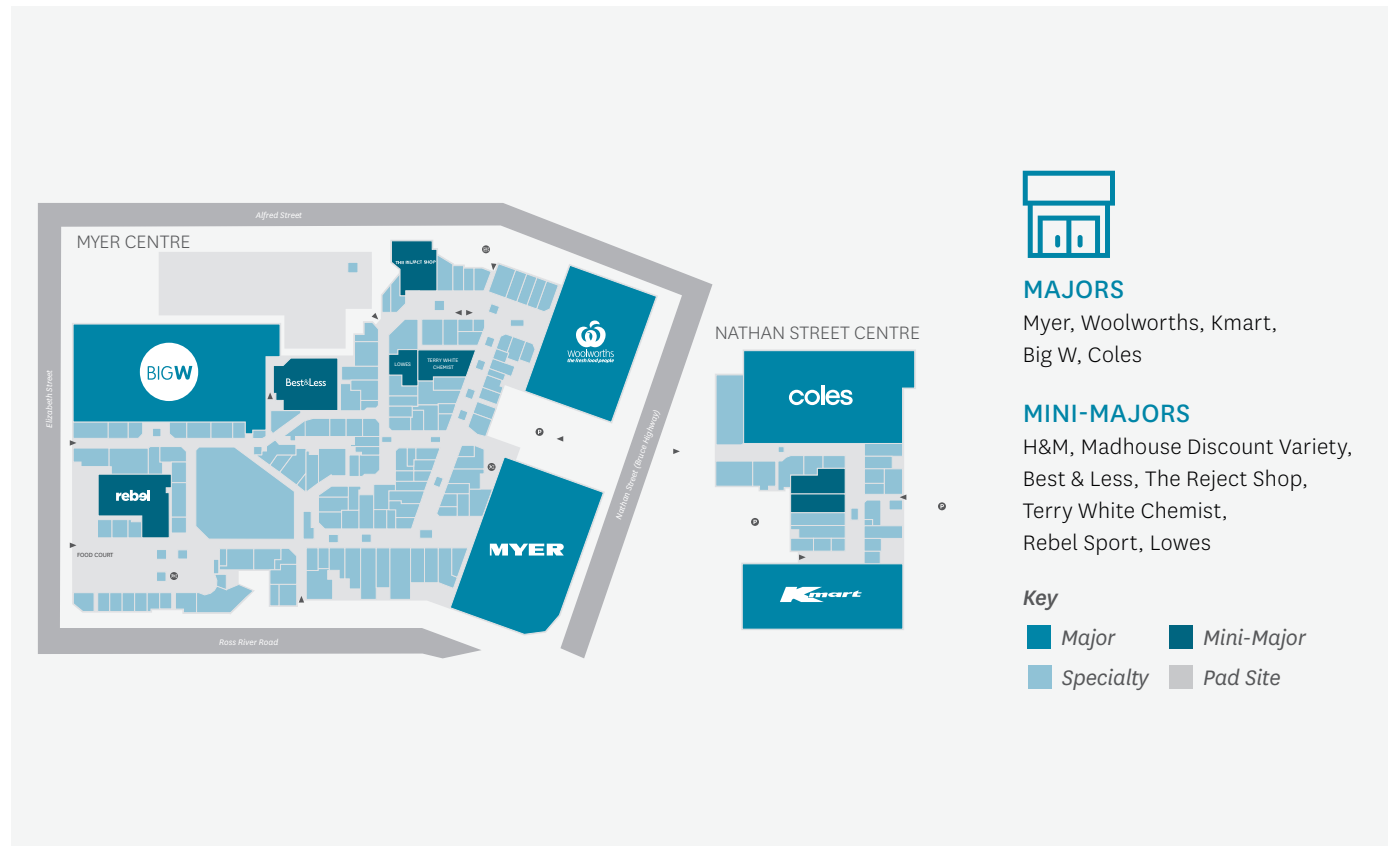 Alfred Street
MYER CENTRE
THE REJECT SHOP
NATHAN STREET CENTRE
woolworths
the fresh food people
BIGW
Best&Less
LOWES
TERRY WHITE
CHEMIST
Elizabeth Street
coles
P
Nathan Street (Bruce Highway)
rebel
P
P
MYER
FOOD COURT
Kmart
Ross River Road
MAJORS
Myer, Woolworths, Kmart,
Big W, Coles
MINI-MAJORS
H&M, Madhouse Discount Variety,
Best & Less, The Reject Shop,
Terry White Chemist,
Rebel Sport, Lowes
Key
Major
Mini-Major
Specialty
Pad Site